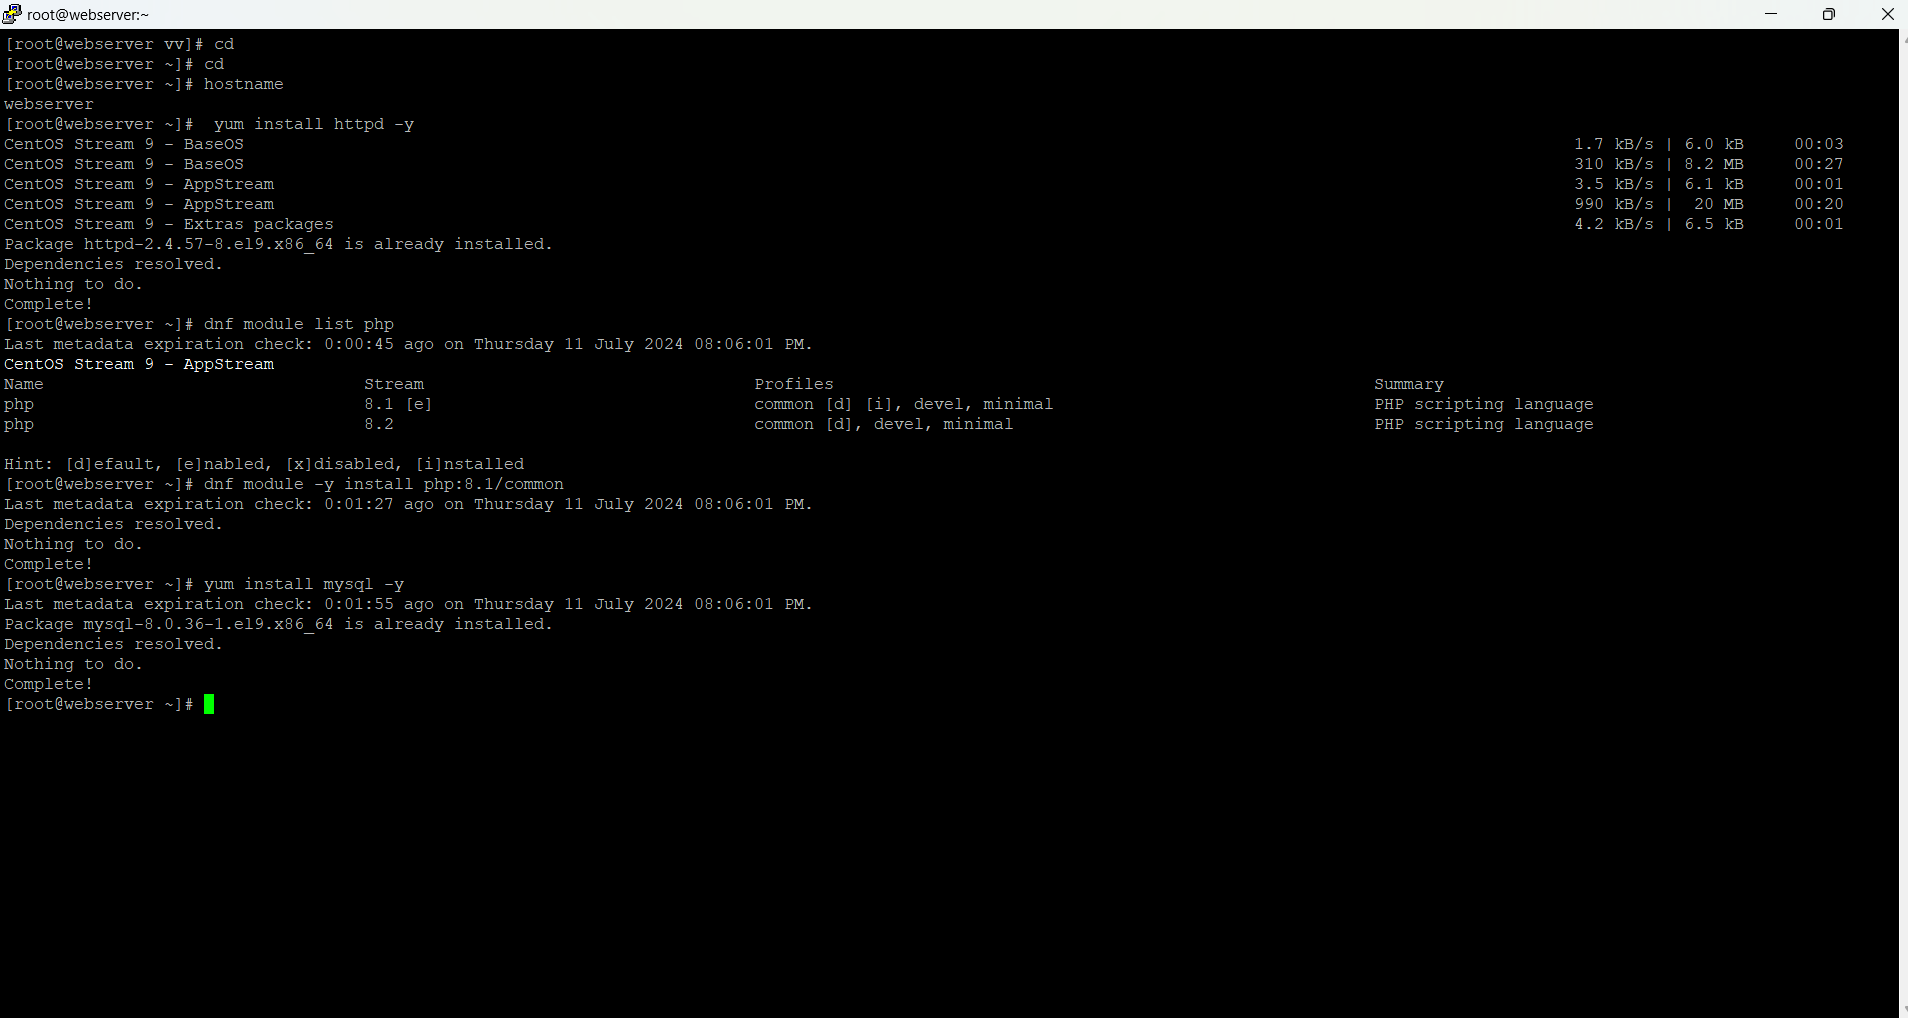 root@webserver:~
[root@webserver vv]# cd
[root@webserver ~]# cd
[root@webserver ~]# hostname
webserver
[root@webserver ~]#  yum install httpd -y
CentOS Stream 9 - BaseOS 1.7 kB/s | 6.0 kB 00:03
CentOS Stream 9 - BaseOS 310 kB/s | 8.2 MB 00:27
CentOS Stream 9 - AppStream 3.5 kB/s | 6.1 kB 00:01
CentOS Stream 9 - AppStream 990 kB/s | 20 MB 00:20
CentOS Stream 9 - Extras packages 4.2 kB/s | 6.5 kB 00:01
Package httpd-2.4.57-8.el9.x86_64 is already installed.
Dependencies resolved.
Nothing to do.
Complete!
[root@webserver ~]# dnf module list php
Last metadata expiration check: 0:00:45 ago on Thursday 11 July 2024 08:06:01 PM.
CentOS Stream 9 - AppStream
Name Stream Profiles Summary
php 8.1 [e] common [d] [i], devel, minimal PHP scripting language
php 8.2 common [d], devel, minimal PHP scripting language
Hint: [d]efault, [e]nabled, [x]disabled, [i]nstalled
[root@webserver ~]# dnf module -y install php:8.1/common
Last metadata expiration check: 0:01:27 ago on Thursday 11 July 2024 08:06:01 PM.
Dependencies resolved.
Nothing to do.
Complete!
[root@webserver ~]# yum install mysql -y
Last metadata expiration check: 0:01:55 ago on Thursday 11 July 2024 08:06:01 PM.
Package mysql-8.0.36-1.el9.x86_64 is already installed.
Dependencies resolved.
Nothing to do.
Complete!
[root@webserver ~]#